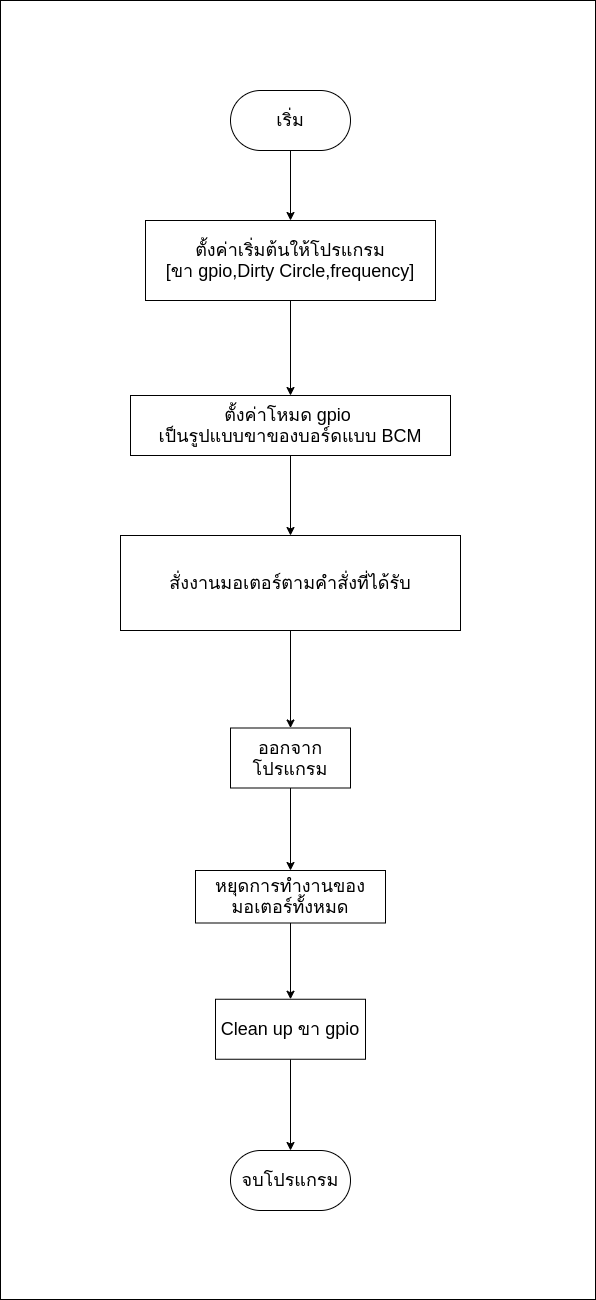 เริ่ม
ตั้งค่าเริ่มต้นให้โปรแกรม
[ขา gpio,Dirty Circle,frequency]
ตั้งค่าโหมด gpio
เป็นรูปแบบขาของบอร์ดแบบ BCM
สั่งงานมอเตอร์ตามคำสั่งที่ได้รับ
ออกจาก
โปรแกรม
หยุดการทำงานของ
มอเตอร์ทั้งหมด
Clean up ขา gpio
จบโปรแกรม